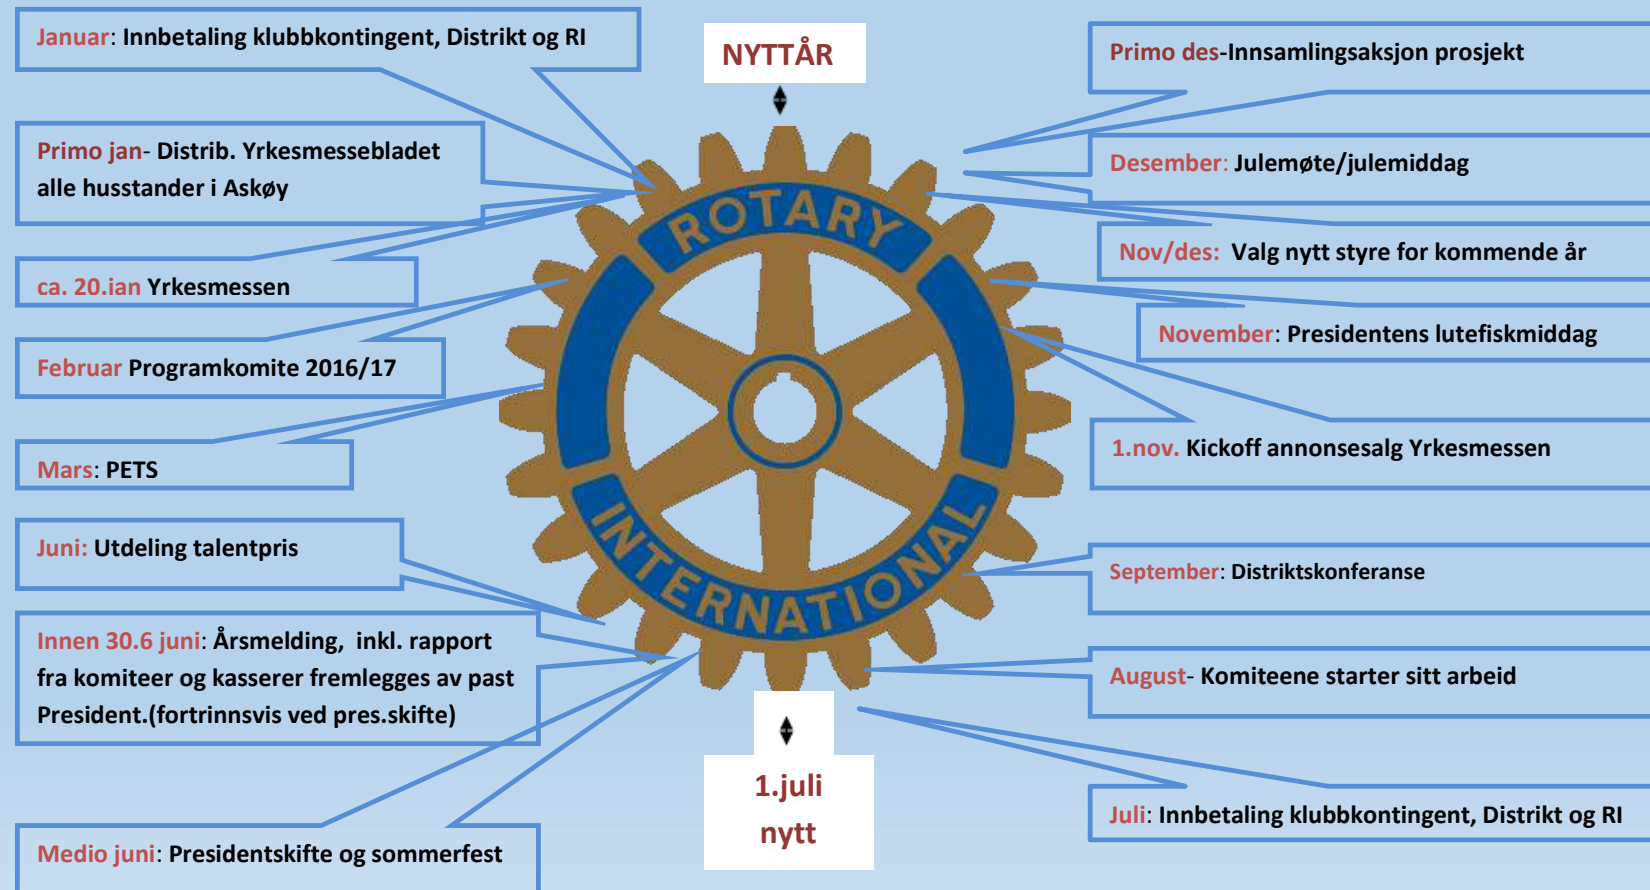 Januar: Innbetaling klubbkontingent, Distrikt og RI
Primo jan- Distrib. Yrkesmessebladet
alle husstander i Askøy
ca. 20.ian Yrkesmessen
Februar Programkomite 2016/17
Mars: PETS
Juni: Utdeling talentpris
Innen 30.6 juni: Årsmelding, inkl. rapport
fra komiteer og kasserer fremlegges av past
President.(fortrinnsvis ved pres.skifte)
Medio juni: Presidentskifte og sommerfest
NYTTÅR
ROTARY
INTERNATIONAL
1.juli
nytt
Primo des-Innsamlingsaksjon prosjekt
Desember: Julemøte/julemiddag
Nov/des: Valg nytt styre for kommende år
November: Presidentens lutefiskmiddag
1.nov. Kickoff annonsesalg Yrkesmessen
September: Distriktskonferanse
August- Komiteene starter sitt arbeid
Juli: Innbetaling klubbkontingent, Distrikt og RI